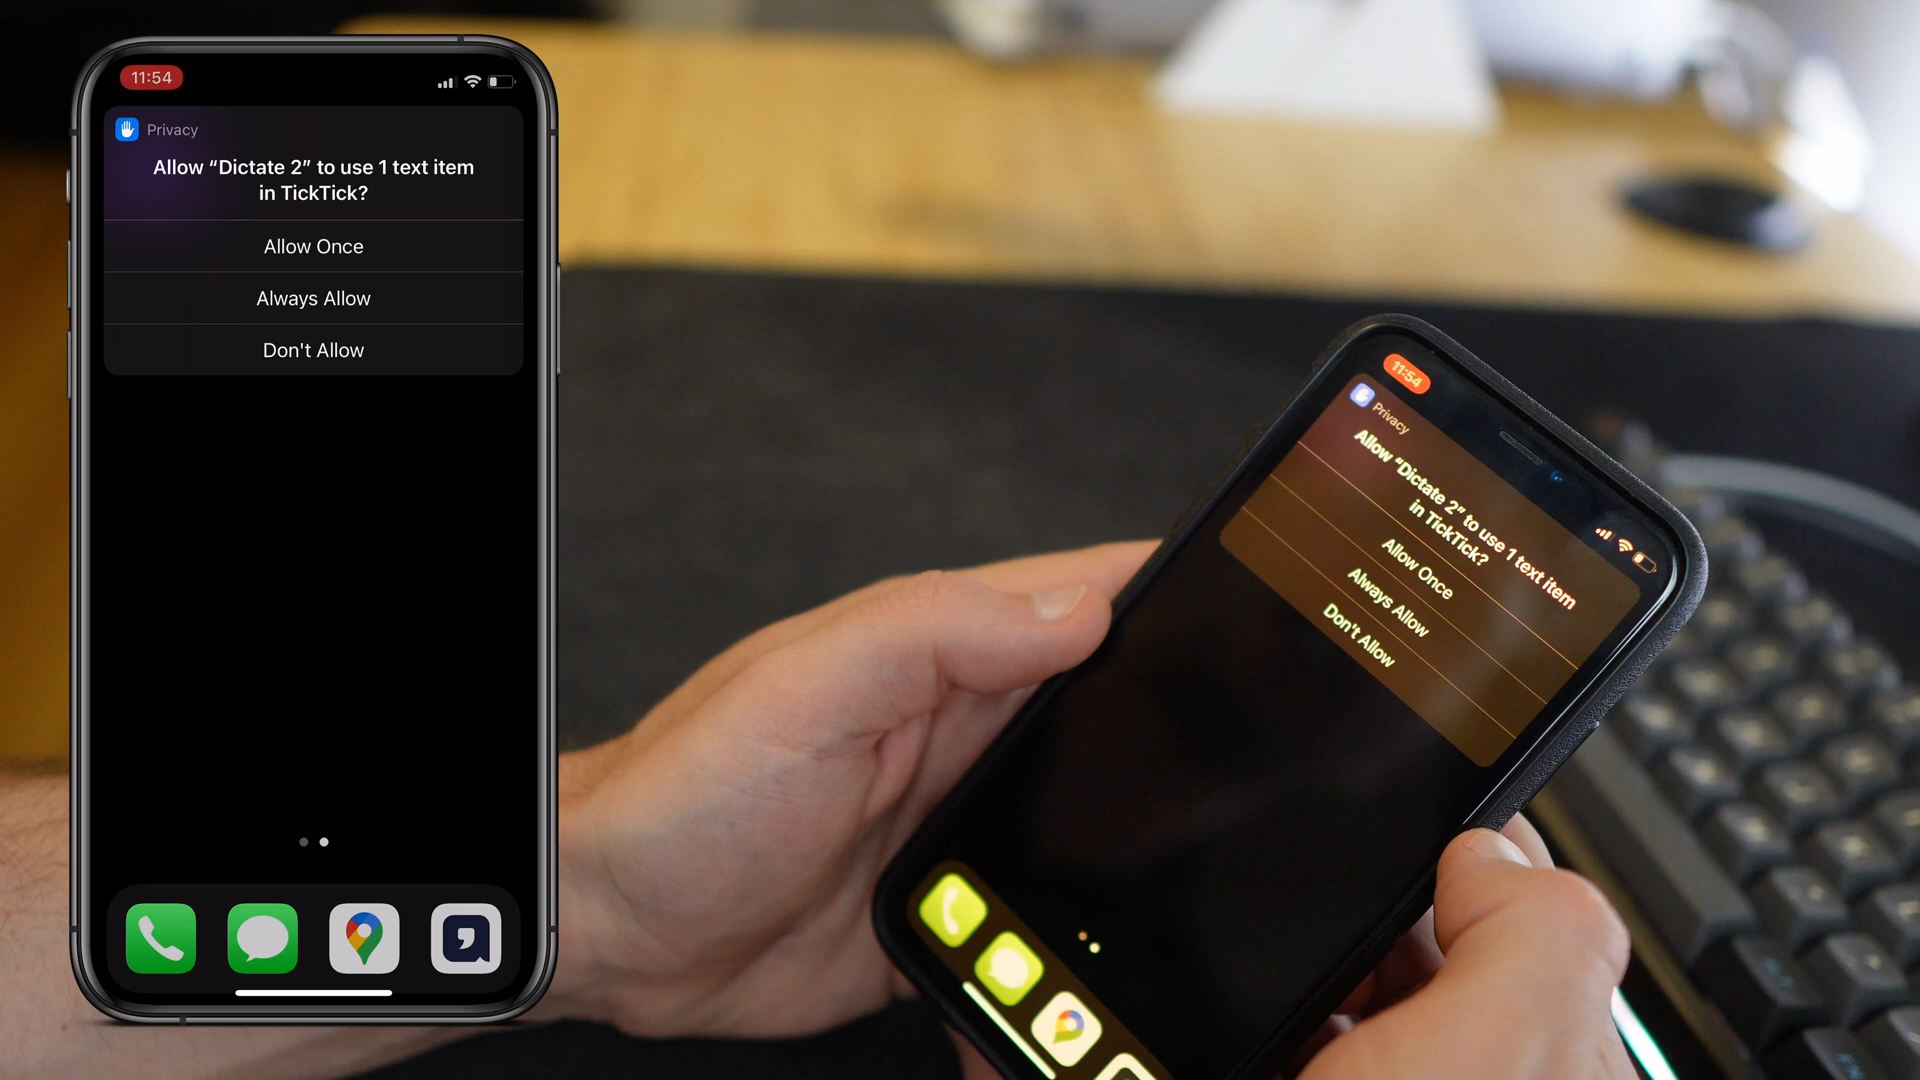 11:54
Privacy
Allow “Dictate 2” to use 1 text item
in TickTick?
Allow Once
Always Allow
Don't Allow
11:54
Privacy
Allow “Dictate 2” to use 1 text item
in TickTick?
Allow Once
Always Allow
Don't Allow